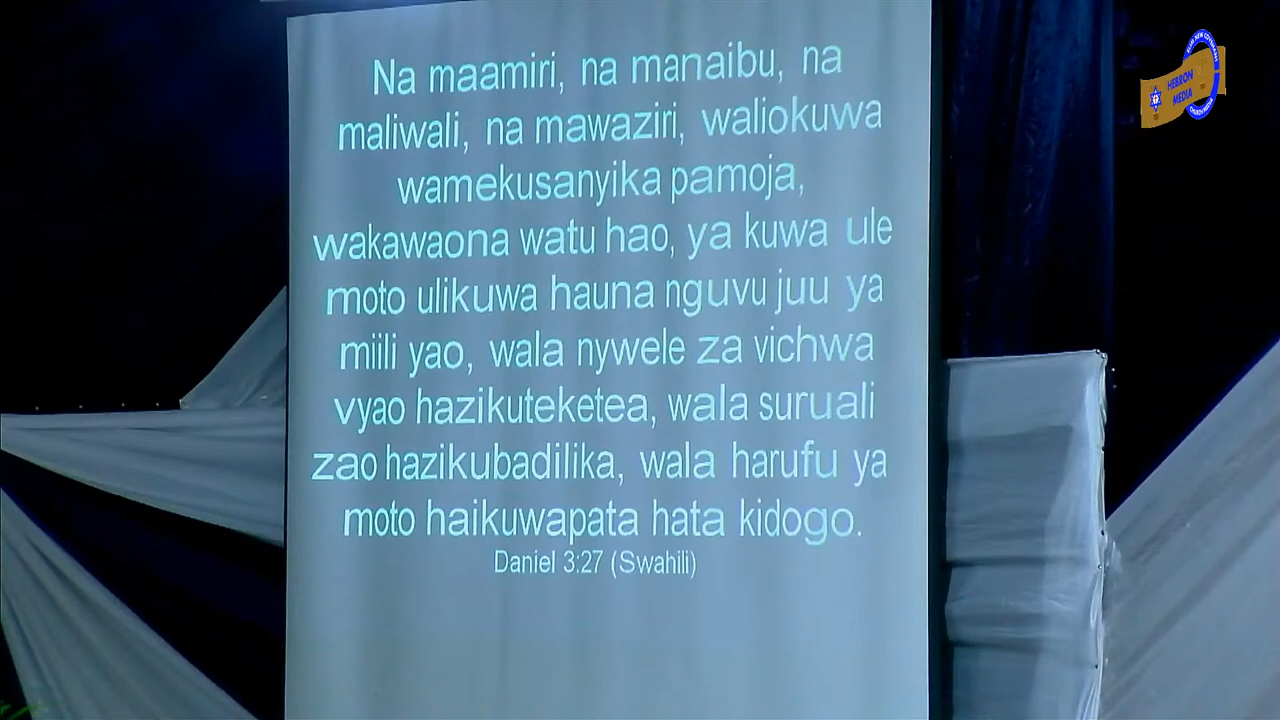 Na maamiri, na manaibu, na
maliwali, na mawaziri, waliokuwa
wamekusanyika pamoja,
wakawaona watu hao, ya kuwa ule
moto ulikuwa hauna nguvu juu ya
miili yao, wala nywele za vichwa
vyao hazikuteketea, wala suruali
zao hazikubadilika, wala harufu ya
moto haikuwapata hata kidogo.
Daniel 3:27 (Swahili)
HEBRON
MEDIA